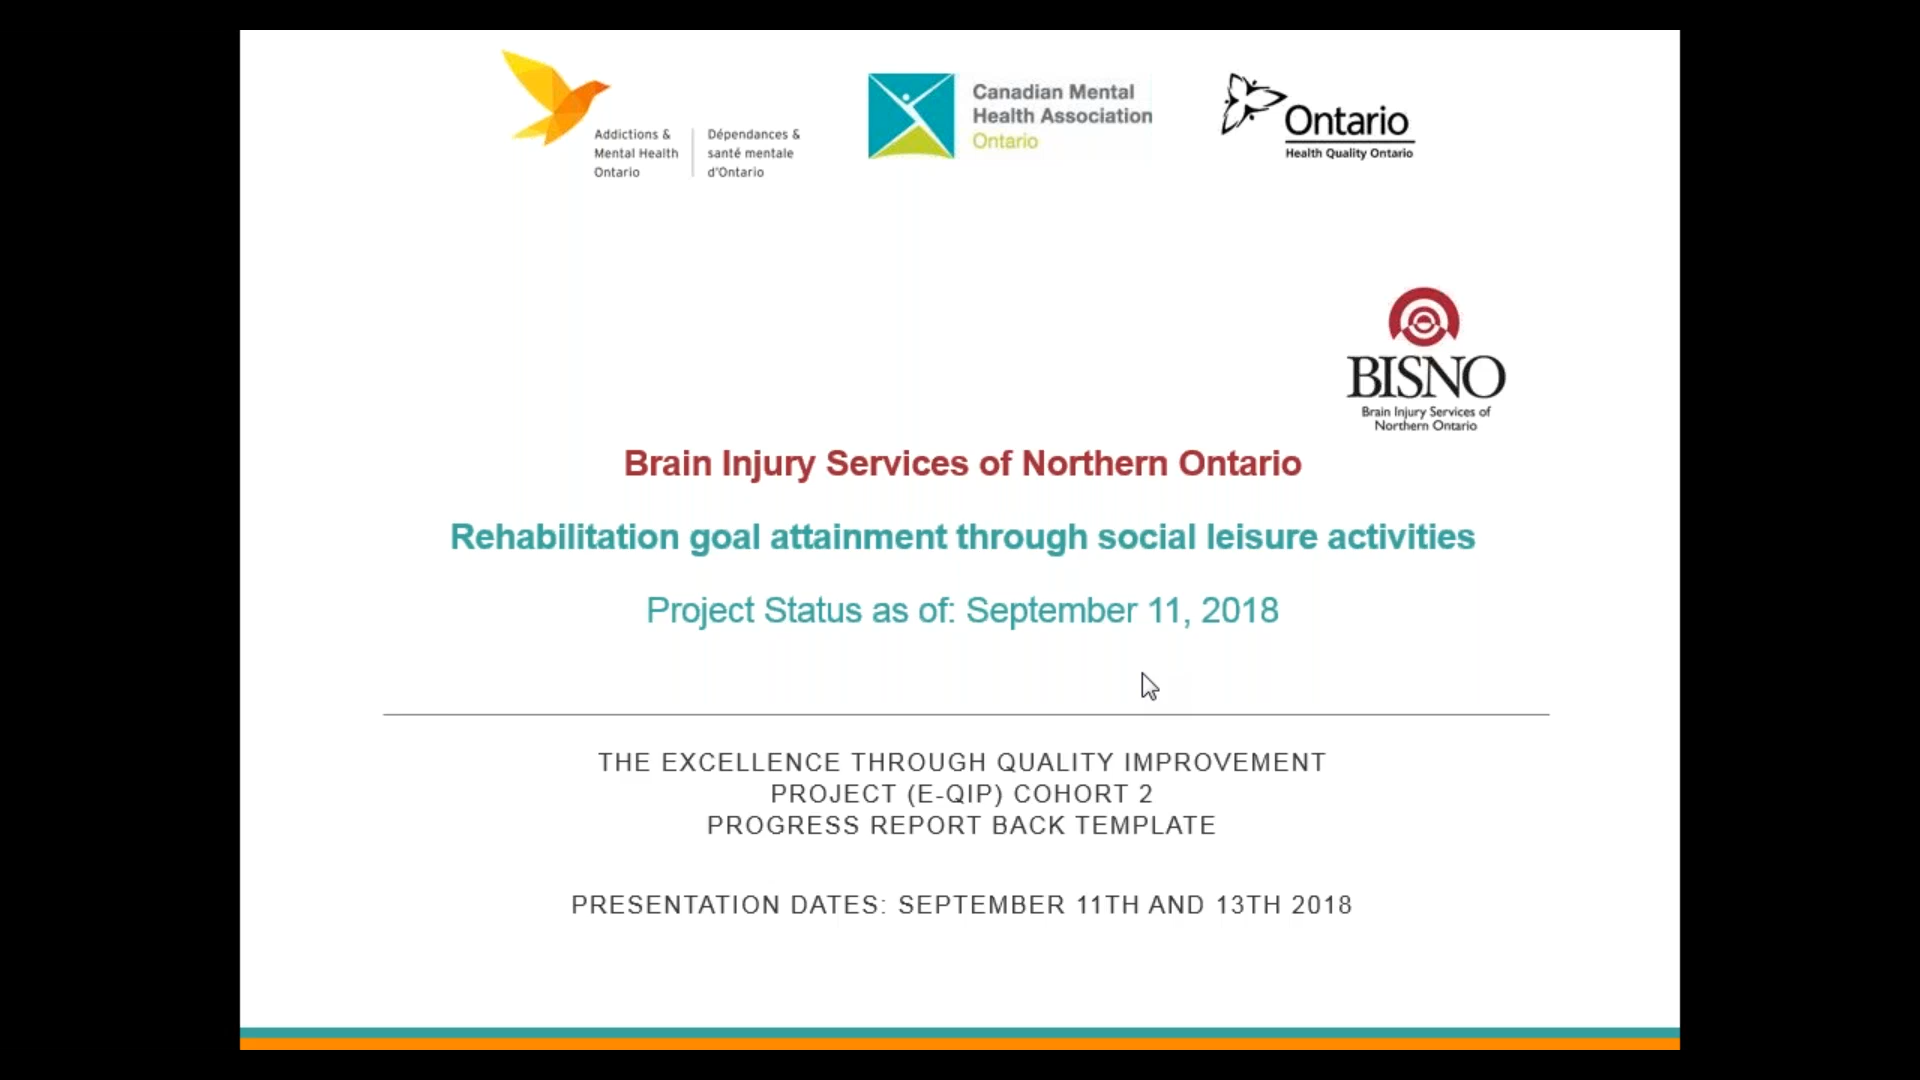 Addictions &
Mental Health
Ontario
Dépendances &
santé mentale
d'Ontario
Canadian Mental
Health Association
Ontario
Ontario
Health Quality Ontario
BISNO
Brain Injury Services of
Northern Ontario
Brain Injury Services of Northern Ontario
Rehabilitation goal attainment through social leisure activities
Project Status as of: September 11, 2018
THE EXCELLENCE THROUGH QUALITY IMPROVEMENT
PROJECT (E-QIP) COHORT 2
PROGRESS REPORT BACK TEMPLATE
PRESENTATION DATES: SEPTEMBER 11TH AND 13TH 2018